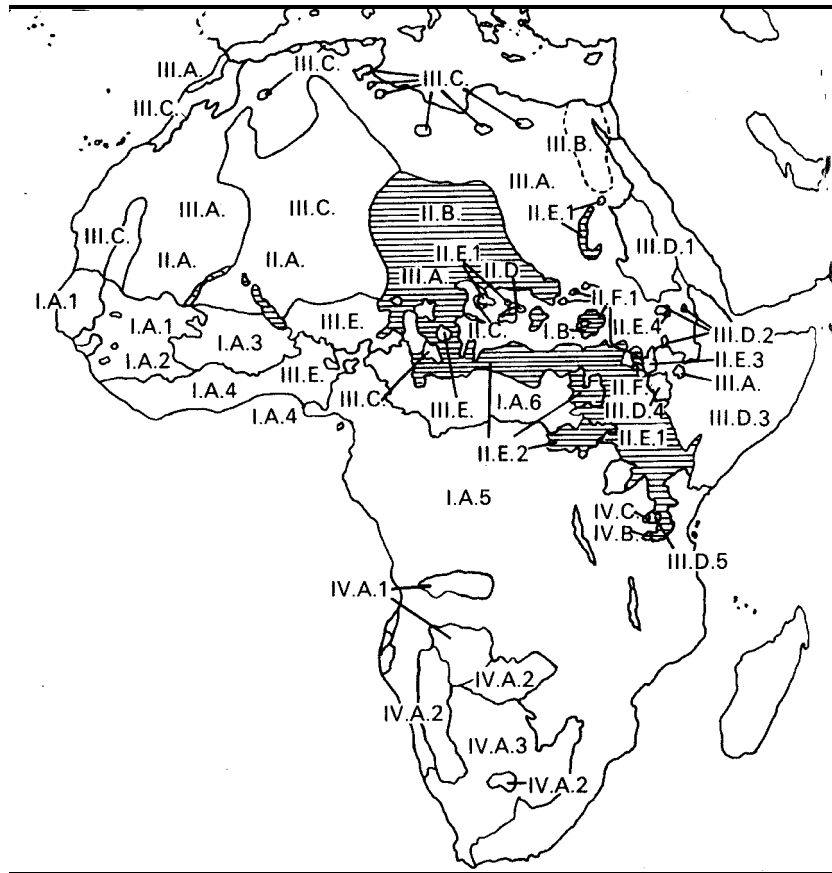 III.A.
III.C.
III.C.
III.C.
III.B.
III.A.
III.A.
III.C.
II.B.
II.E.1
III.C.
III.D.1
II.A.
II.A.
II.E.1
II.D
III.A.
I.A.1
I.A.1
III.E.
II.C.
I.B.
II.F.1
II.E.4
III.D.2
I.A.2
I.A.3
II.E.3
III.E.
III.A.
I.A.4
III.C.
III.E.
I.A.6
II.F
III.D.4
III.D.3
I.A.4
II.E.1
II.E.2
I.A.5
IV.C.
IV.B.
III.D.5
IV.A.1
IV.A.2
IV.A.2
IV.A.3
IV.A.2